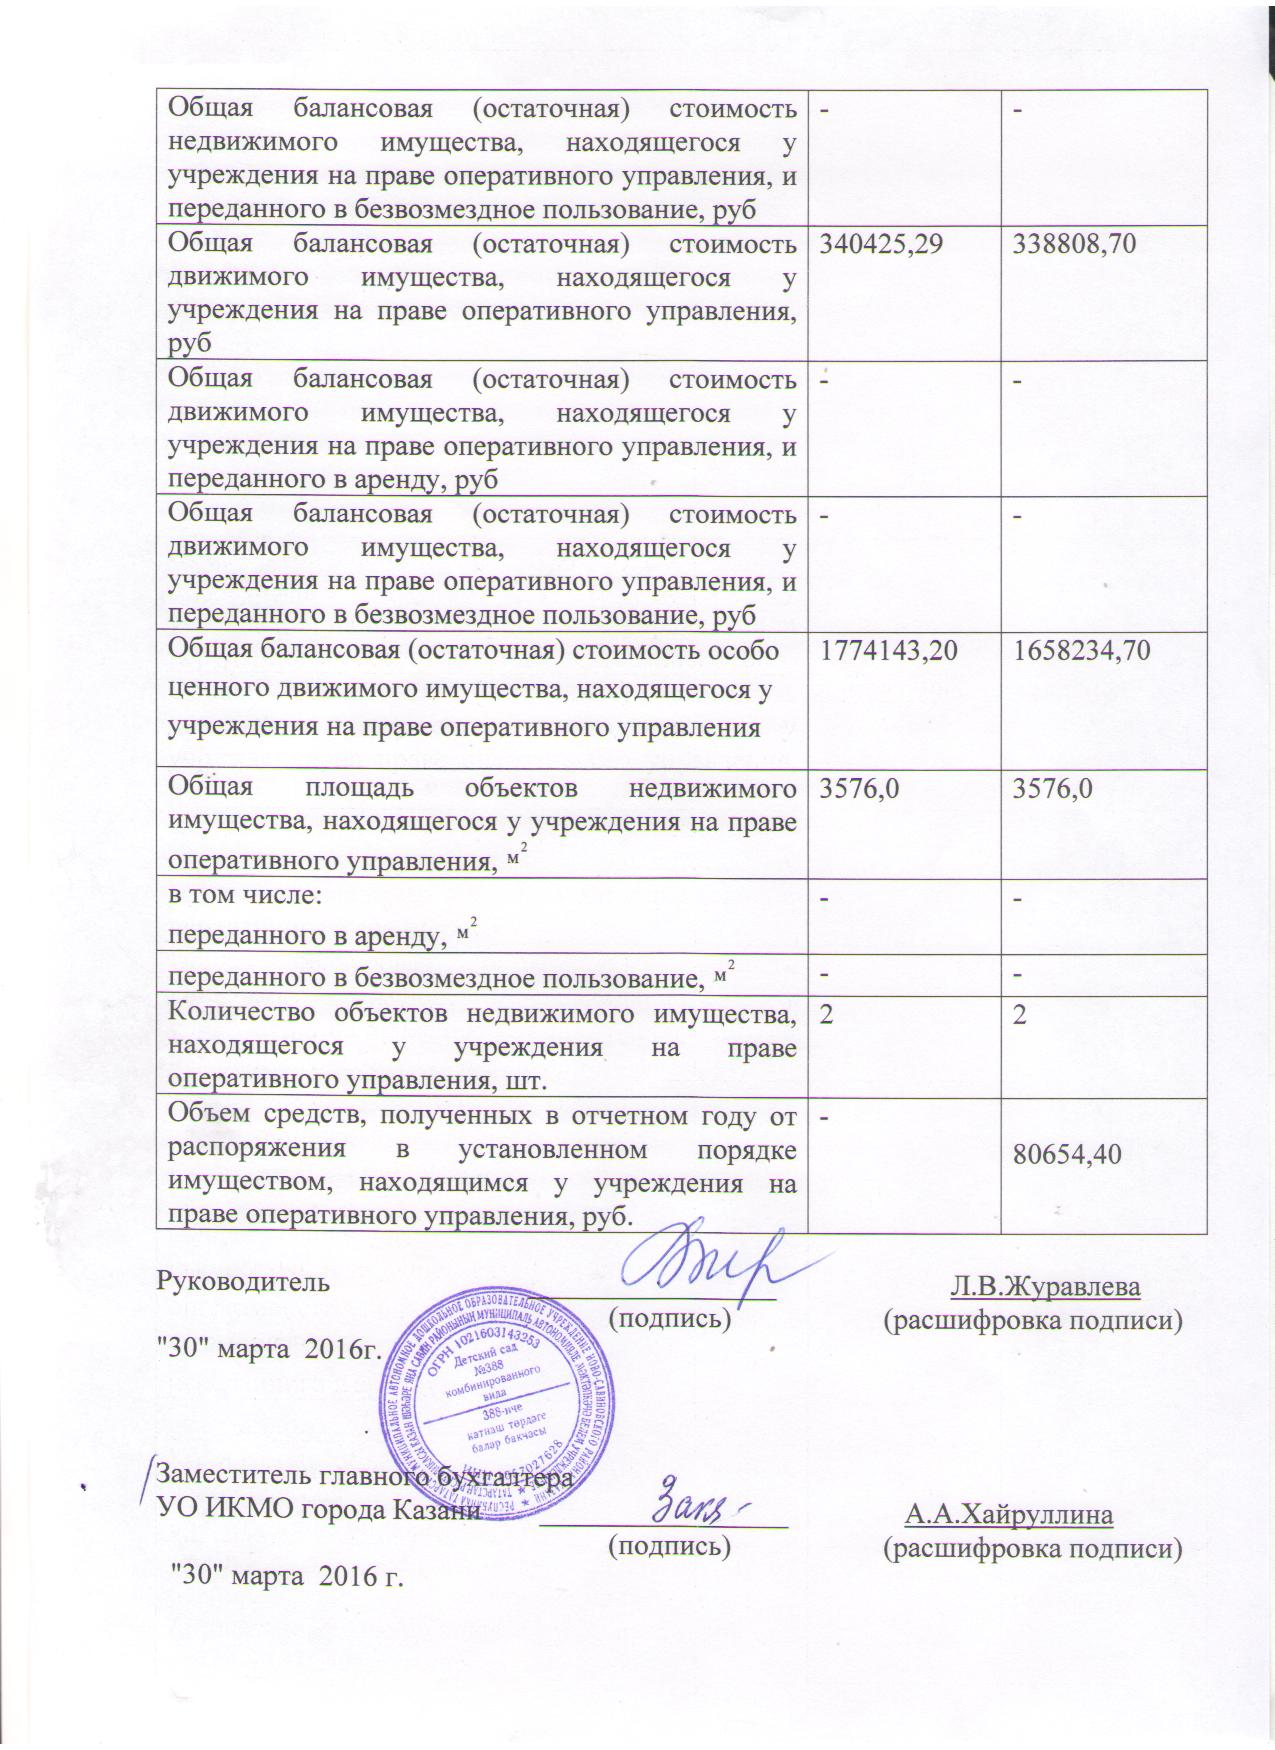 Общая балансовая (остаточная) стоимость - -
недвижимого имущества, находящегося у
учреждения на праве оперативного управления, и
переданного в безвозмездное пользование, руб
Общая балансовая (остаточная) стоимость 340425,29 338808,70
движимого имущества, находящегося у
учреждения на праве оперативного управления,
руб
Общая балансовая (остаточная) стоимость - -
движимого имущества, находящегося у
учреждения на праве оперативного управления, и
переданного в аренду, руб
Общая балансовая (остаточная) стоимость - -
движимого имущества, находящегося у
учреждения на праве оперативного управления, и
переданного в безвозмездное пользование, руб
Общая балансовая (остаточная) стоимость особо 1774143,20 1658234,70
ценного движимого имущества, находящегося у
учреждения на праве оперативного управления
Общая площадь объектов недвижимого 3576,0 3576,0
имущества, находящегося у учреждения на праве
оперативного управления, м²
в том числе: - -
переданного в аренду, м²
переданного в безвозмездное пользование, м² - -
Количество объектов недвижимого имущества, 2 2
находящегося у учреждения на праве
оперативного управления, шт.
Объем средств, полученных в отчетном году от -
распоряжения в установленном порядке 80654,40
имуществом, находящимся у учреждения на
праве оперативного управления, руб.
Руководитель Л.В.Журавлева
(подпись) (расшифровка подписи)
"30" марта 2016г.
ОГРН 1021603143253
Детский сад
№388
комбинированного
вида
388-нче
катнаш төрдәге
балар бакчасы
Заместитель главного бухгалтера
УО ИКМО города Казани А.А.Хайруллина
(подпись) (расшифровка подписи)
"30" марта 2016 г.